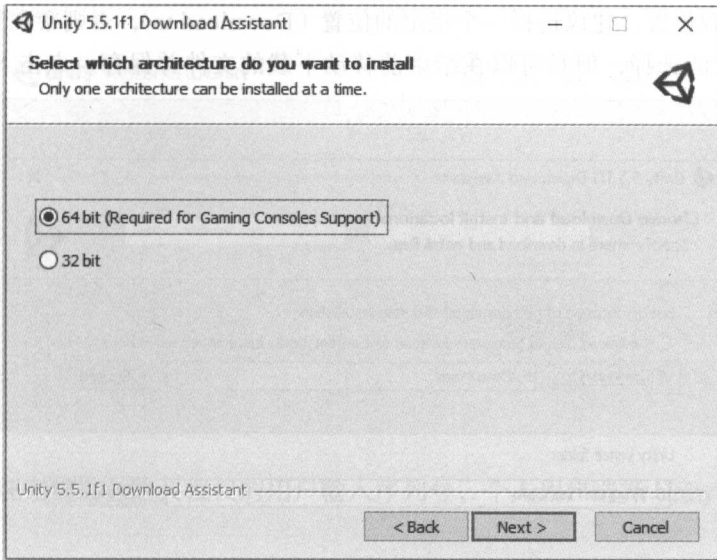 Unity 5.5.1f1 Download Assistant
Select which architecture do you want to install
Only one architecture can be installed at a time.
64 bit (Required for Gaming Consoles Support)
32 bit
Unity 5.5.1f1 Download Assistant
< Back Next > Cancel